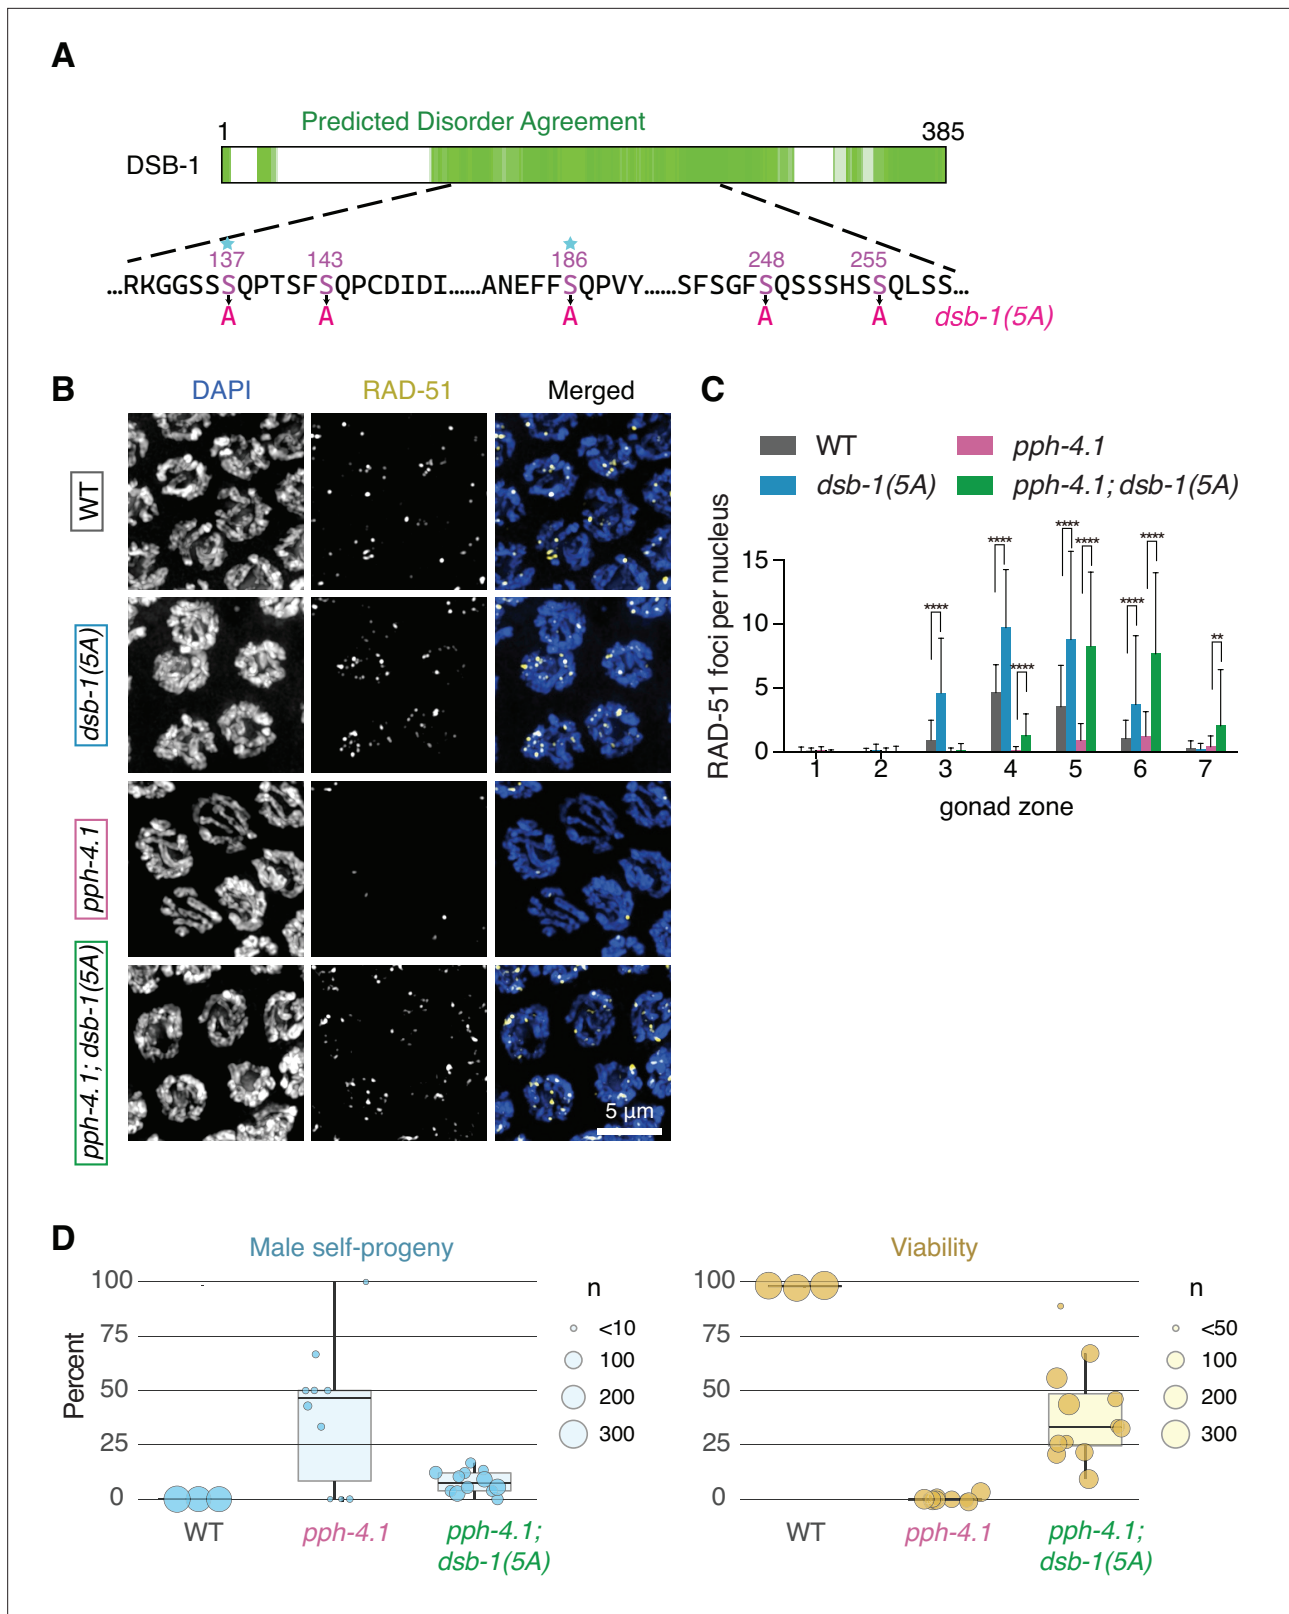 A
Predicted Disorder Agreement
1 385
DSB-1
137 143 186 248 255
...RKGGSSSQPTSFSQPCDIDI......ANEFFSQPVY......SFSGFSQSSSHSSQLSS...
A A A A A dsb-1(5A)
B
DAPI RAD-51 Merged
WT
dsb-1(5A)
pph-4.1
pph-4.1; dsb-1(5A)
5 µm
C
WT pph-4.1
dsb-1(5A) pph-4.1; dsb-1(5A)
RAD-51 foci per nucleus
15
10
5
0
**** **** **** **** **** **** **** **
1 2 3 4 5 6 7
gonad zone
D
Male self-progeny
Percent
100
75
50
25
0
WT pph-4.1 pph-4.1;
dsb-1(5A)
n
<10
100
200
300
Viability
100
75
50
25
0
WT pph-4.1 pph-4.1;
dsb-1(5A)
n
<50
100
200
300